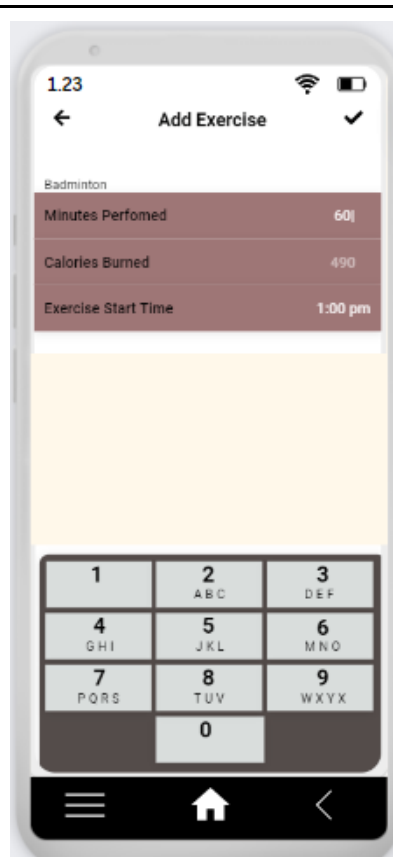 1.23
Add Exercise
Badminton
Minutes Perfomed 60
Calories Burned 490
Exercise Start Time 1:00 pm
1 2 3
ABC DEF
4 5 6
GHI JKL MNO
7 8 9
PQRS TUV WXYX
0